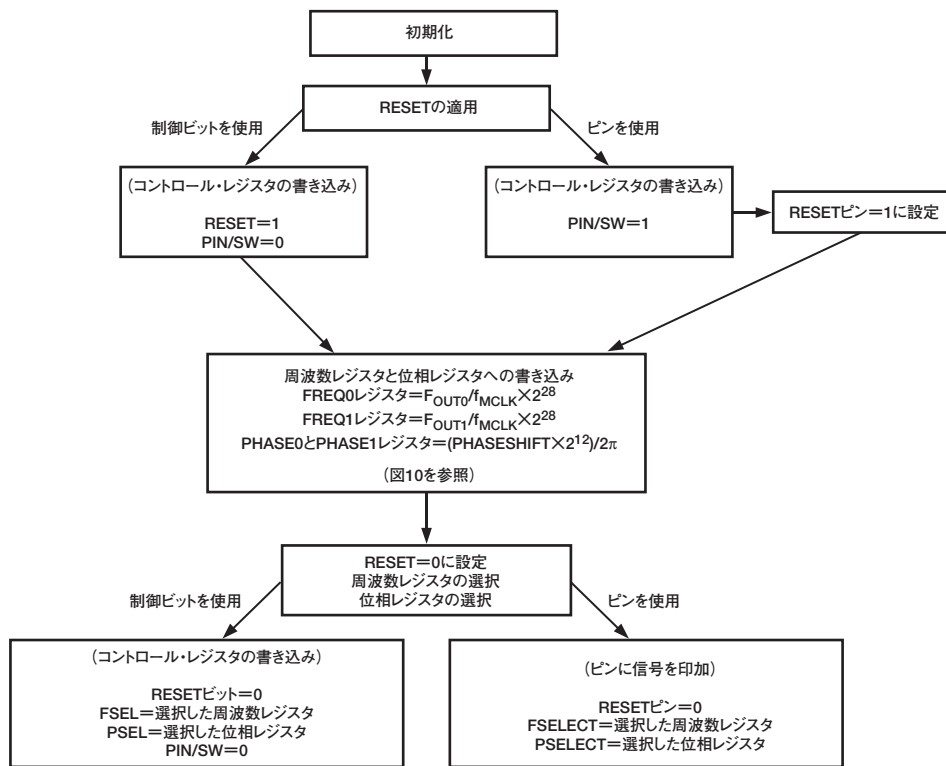 初期化
RESETの適用
制御ビットを使用
ピンを使用
(コントロール・レジスタの書き込み)
RESET=1
PIN/SW=0
(コントロール・レジスタの書き込み)
PIN/SW=1
RESETピン=1に設定
周波数レジスタと位相レジスタへの書き込み
FREQ0レジスタ=F_OUT0/f_MCLK×2^28
FREQ1レジスタ=F_OUT1/f_MCLK×2^28
PHASE0とPHASE1レジスタ=(PHASESHIFT×2^12)/2π
(図10を参照)
RESET=0に設定
周波数レジスタの選択
位相レジスタの選択
制御ビットを使用
ピンを使用
(コントロール・レジスタの書き込み)
RESETビット=0
FSEL=選択した周波数レジスタ
PSEL=選択した位相レジスタ
PIN/SW=0
(ピンに信号を印加)
RESETピン=0
FSELECT=選択した周波数レジスタ
PSELECT=選択した位相レジスタ